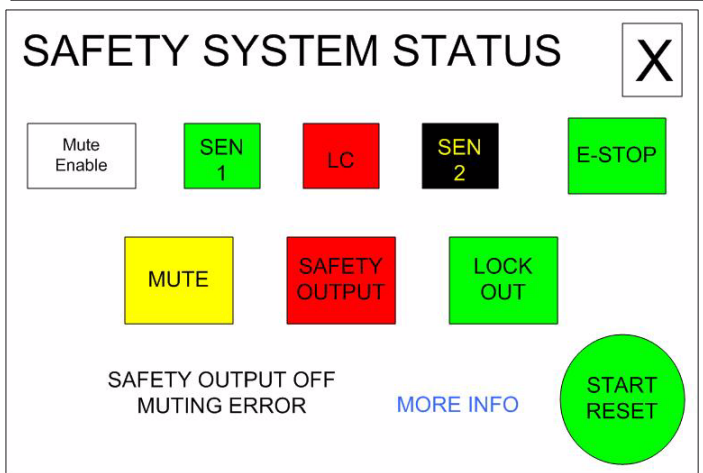 SAFETY SYSTEM STATUS
X
Mute
Enable
SEN
1
LC
SEN
2
E-STOP
MUTE
SAFETY
OUTPUT
LOCK
OUT
SAFETY OUTPUT OFF
MUTING ERROR
MORE INFO
START
RESET